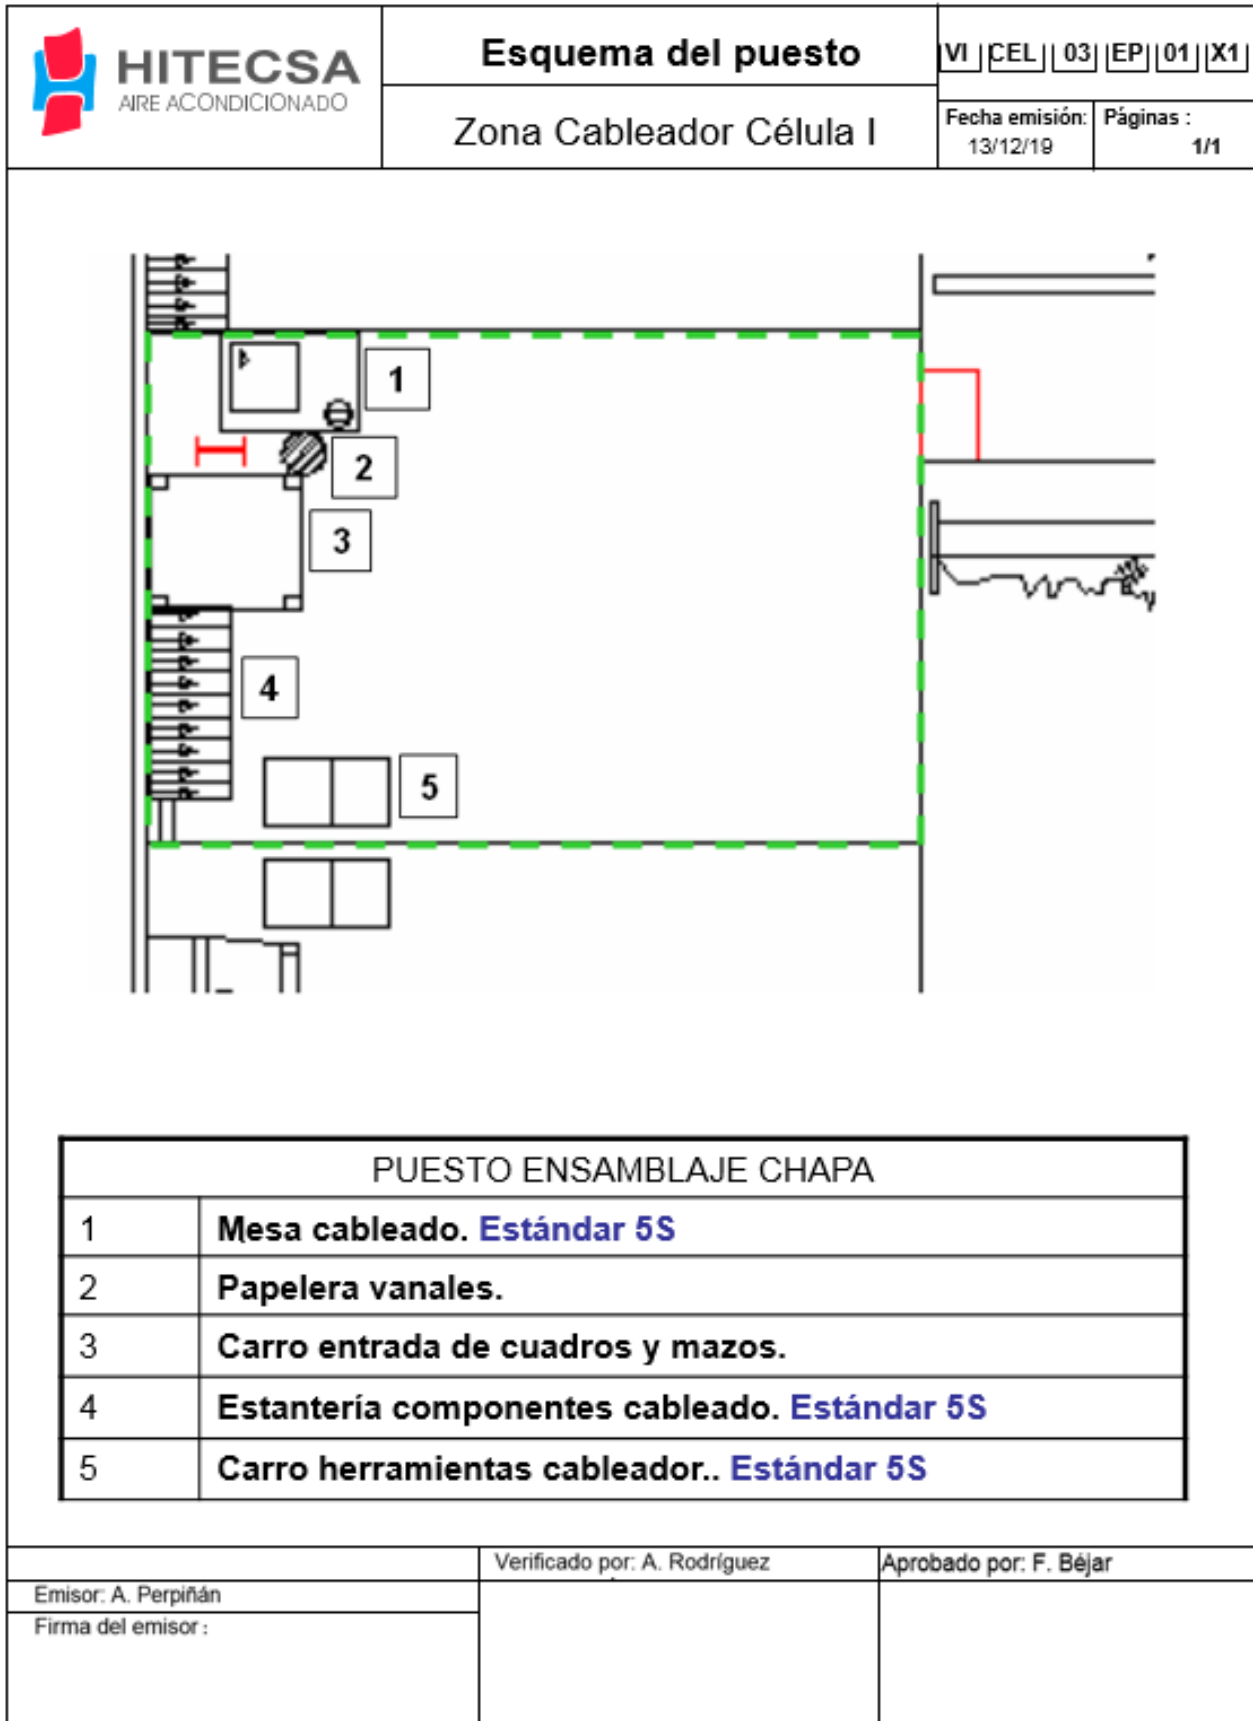 HITECSA
AIRE ACONDICIONADO
Esquema del puesto
Zona Cableador Célula I
VI CEL 03 EP 01 X1
Fecha emisión:
13/12/19
Páginas :
1/1
1
2
3
4
5
PUESTO ENSAMBLAJE CHAPA
1 Mesa cableado. Estándar 5S
2 Papelera vanales.
3 Carro entrada de cuadros y mazos.
4 Estantería componentes cableado. Estándar 5S
5 Carro herramientas cableador.. Estándar 5S
Verificado por: A. Rodríguez
Aprobado por: F. Béjar
Emisor: A. Perpiñán
Firma del emisor :